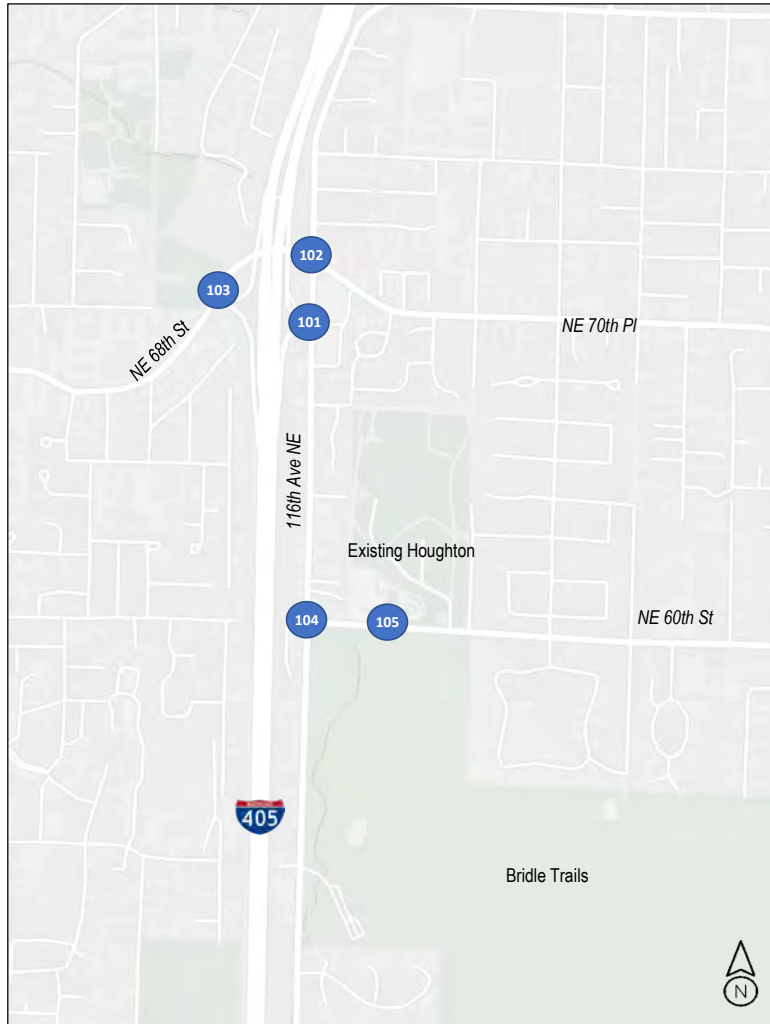 102
103
101
NE 70th Pl
NE 68th St
116th Ave NE
Existing Houghton
104
105
NE 60th St
405
Bridle Trails
N